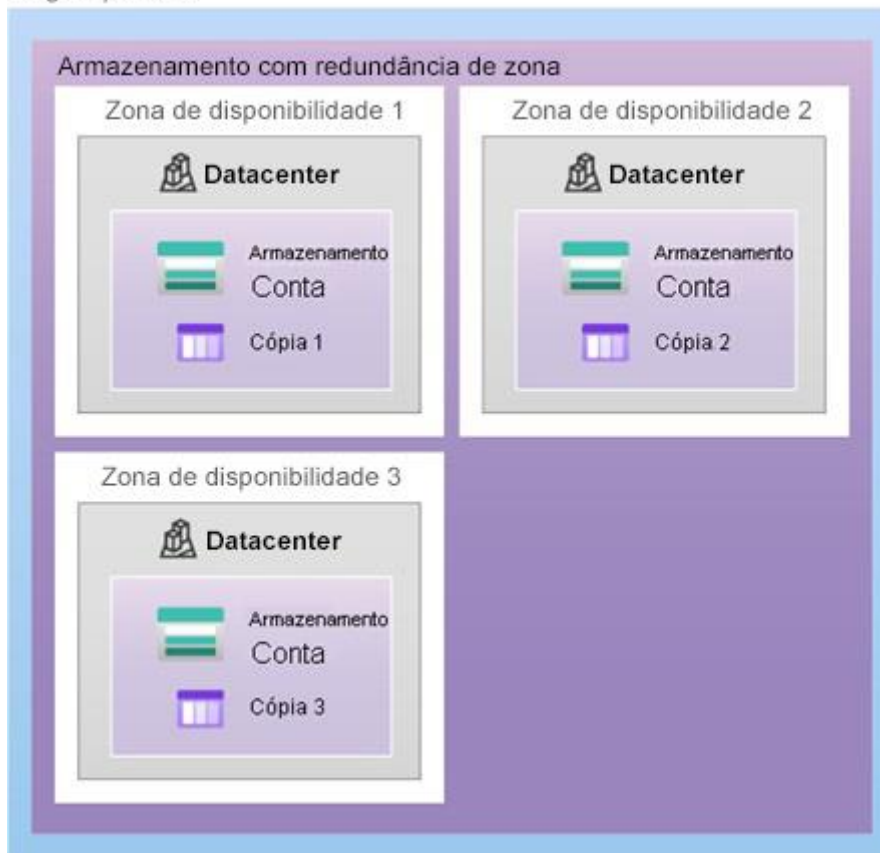 Armazenamento com redundância de zona
Zona de disponibilidade 1
Datacenter
Armazenamento
Conta
Cópia 1
Zona de disponibilidade 2
Datacenter
Armazenamento
Conta
Cópia 2
Zona de disponibilidade 3
Datacenter
Armazenamento
Conta
Cópia 3